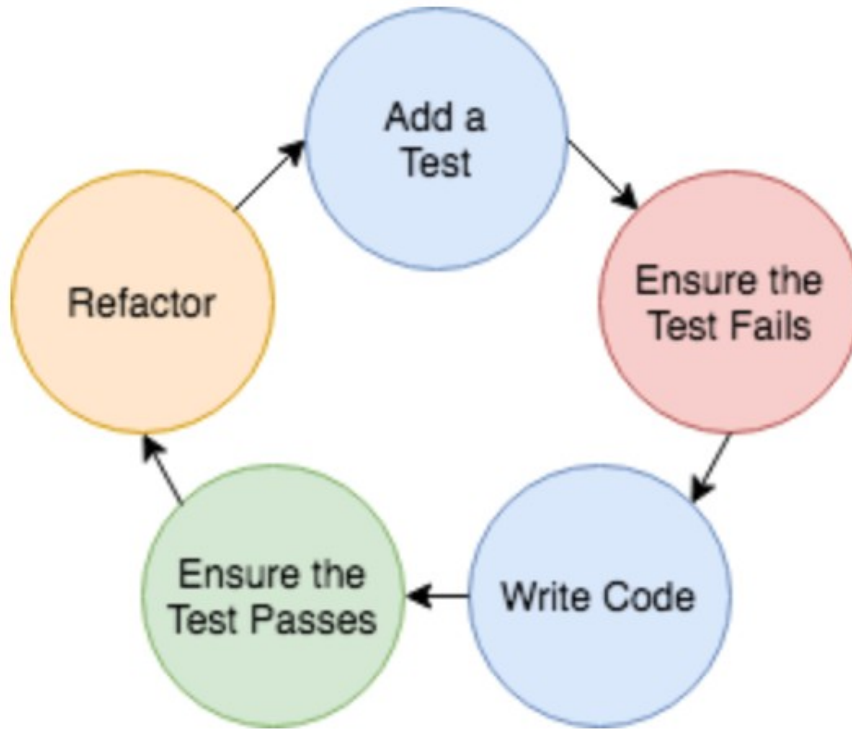 Add a
Test
Ensure the
Test Fails
Write Code
Ensure the
Test Passes
Refactor